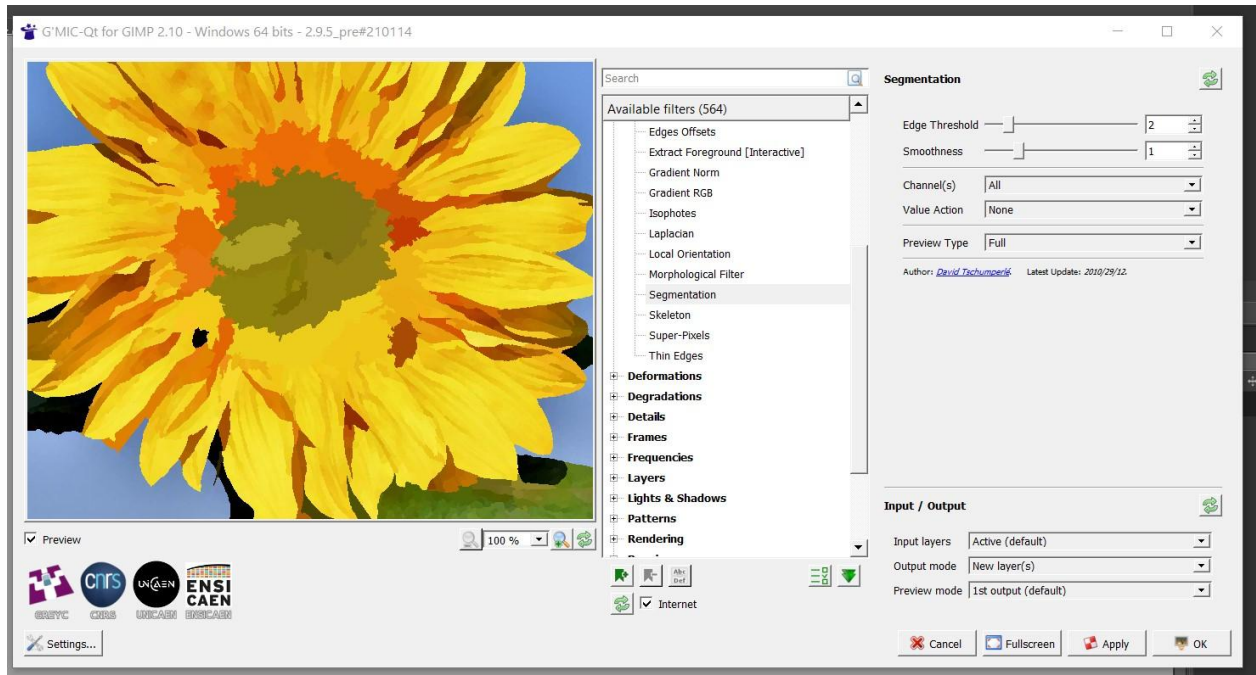 G'MIC-Qt for GIMP 2.10 - Windows 64 bits - 2.9.5_pre#210114
Search
Available filters (564)
Edges Offsets
Extract Foreground [Interactive]
Gradient Norm
Gradient RGB
Isophotes
Laplacian
Local Orientation
Morphological Filter
Segmentation
Skeleton
Super-Pixels
Thin Edges
Deformations
Degradations
Details
Frames
Frequencies
Layers
Lights & Shadows
Patterns
Rendering
Segmentation
Edge Threshold 2
Smoothness 1
Channel(s) All
Value Action None
Preview Type Full
Author: David Tschumperlé. Latest Update: 2010/29/12.
Input / Output
Input layers Active (default)
Output mode New layer(s)
Preview mode 1st output (default)
Preview
100 %
Abc
Def
Internet
cnrs
UNICAEN
ENSI
CAEN
GREYC CNRS UNICAEN ENSICAEN
Settings...
Cancel Fullscreen Apply OK